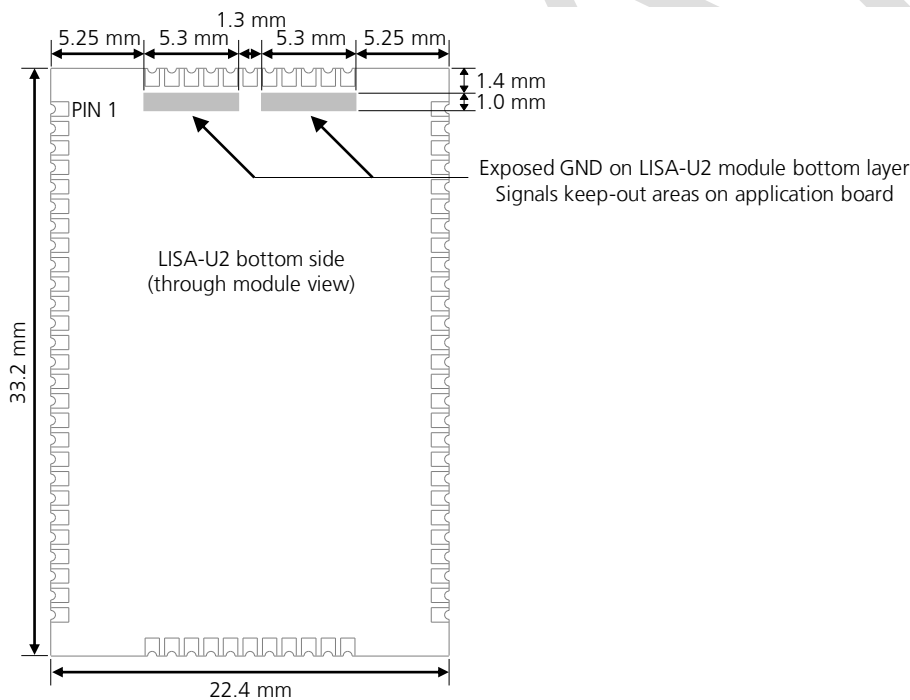 1.3 mm
5.25 mm 5.3 mm 5.3 mm 5.25 mm
1.4 mm
1.0 mm
PIN 1
Exposed GND on LISA-U2 module bottom layer
Signals keep-out areas on application board
LISA-U2 bottom side
(through module view)
33.2 mm
22.4 mm